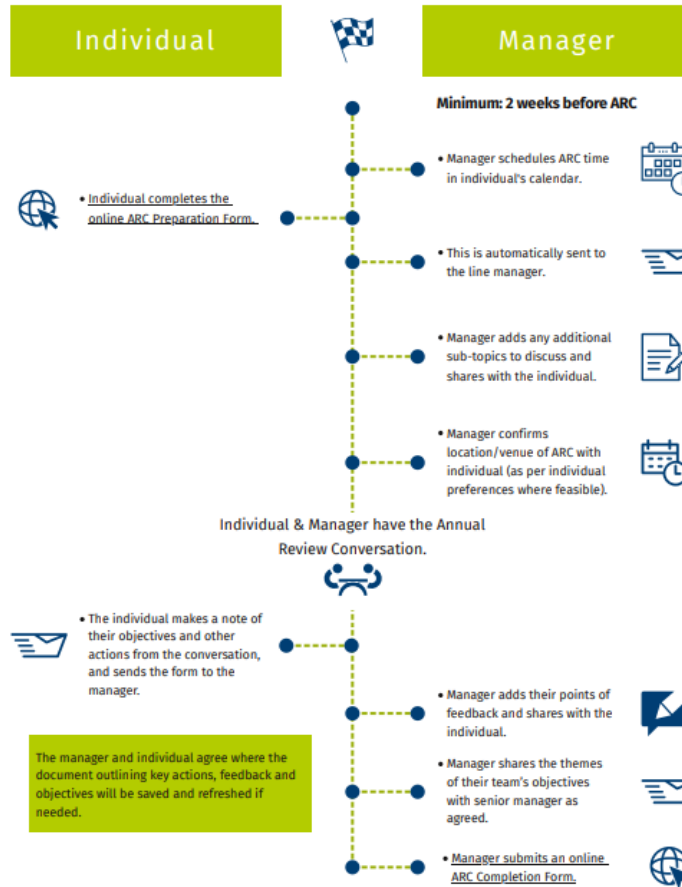 Individual
Manager
Minimum: 2 weeks before ARC
• Manager schedules ARC time
in individual's calendar.
• Individual completes the
online ARC Preparation Form.
• This is automatically sent to
the line manager.
• Manager adds any additional
sub-topics to discuss and
shares with the individual.
• Manager confirms
location/venue of ARC with
individual (as per individual
preferences where feasible).
Individual & Manager have the Annual
Review Conversation.
• The individual makes a note of
their objectives and other
actions from the conversation,
and sends the form to the
manager.
• Manager adds their points of
feedback and shares with the
individual.
The manager and individual agree where the
document outlining key actions, feedback and
objectives will be saved and refreshed if
needed.
• Manager shares the themes
of their team's objectives
with senior manager as
agreed.
• Manager submits an online
ARC Completion Form.